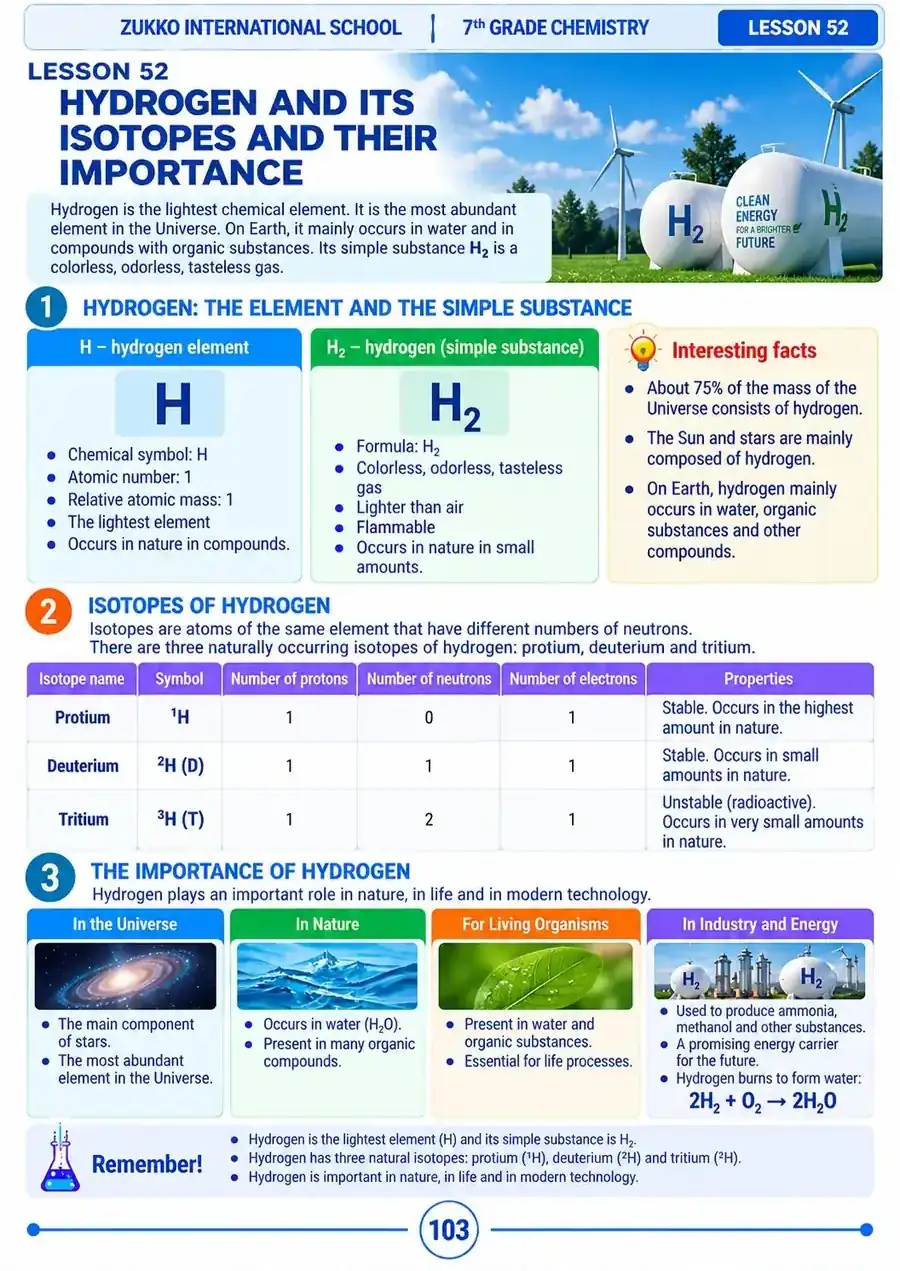 ZUKKO INTERNATIONAL SCHOOL | 7ᵗʰ GRADE CHEMISTRY
LESSON 52
LESSON 52
HYDROGEN AND ITS
ISOTOPES AND THEIR
IMPORTANCE
Hydrogen is the lightest chemical element. It is the most abundant
element in the Universe. On Earth, it mainly occurs in water and in
compounds with organic substances. Its simple substance H₂ is a
colorless, odorless, tasteless gas.
H₂
CLEAN
ENERGY
FOR A BRIGHTER
FUTURE
H₂
1 HYDROGEN: THE ELEMENT AND THE SIMPLE SUBSTANCE
H – hydrogen element
H
• Chemical symbol: H
• Atomic number: 1
• Relative atomic mass: 1
• The lightest element
• Occurs in nature in compounds.
H₂ – hydrogen (simple substance)
H₂
• Formula: H₂
• Colorless, odorless, tasteless
gas
• Lighter than air
• Flammable
• Occurs in nature in small
amounts.
Interesting facts
• About 75% of the mass of the
Universe consists of hydrogen.
• The Sun and stars are mainly
composed of hydrogen.
• On Earth, hydrogen mainly
occurs in water, organic
substances and other
compounds.
2 ISOTOPES OF HYDROGEN
Isotopes are atoms of the same element that have different numbers of neutrons.
There are three naturally occurring isotopes of hydrogen: protium, deuterium and tritium.
Isotope name Symbol Number of protons Number of neutrons Number of electrons Properties
Protium ¹H 1 0 1 Stable. Occurs in the highest
amount in nature.
Deuterium ²H (D) 1 1 1 Stable. Occurs in small
amounts in nature.
Tritium ³H (T) 1 2 1 Unstable (radioactive).
Occurs in very small amounts
in nature.
3 THE IMPORTANCE OF HYDROGEN
Hydrogen plays an important role in nature, in life and in modern technology.
In the Universe
• The main component
of stars.
• The most abundant
element in the Universe.
In Nature
• Occurs in water (H₂O).
• Present in many organic
compounds.
For Living Organisms
• Present in water and
organic substances.
• Essential for life processes.
In Industry and Energy
H₂
H₂
• Used to produce ammonia,
methanol and other substances.
• A promising energy carrier
for the future.
• Hydrogen burns to form water:
2H₂ + O₂ → 2H₂O
Remember!
• Hydrogen is the lightest element (H) and its simple substance is H₂.
• Hydrogen has three natural isotopes: protium (¹H), deuterium (²H) and tritium (²H).
• Hydrogen is important in nature, in life and in modern technology.
103